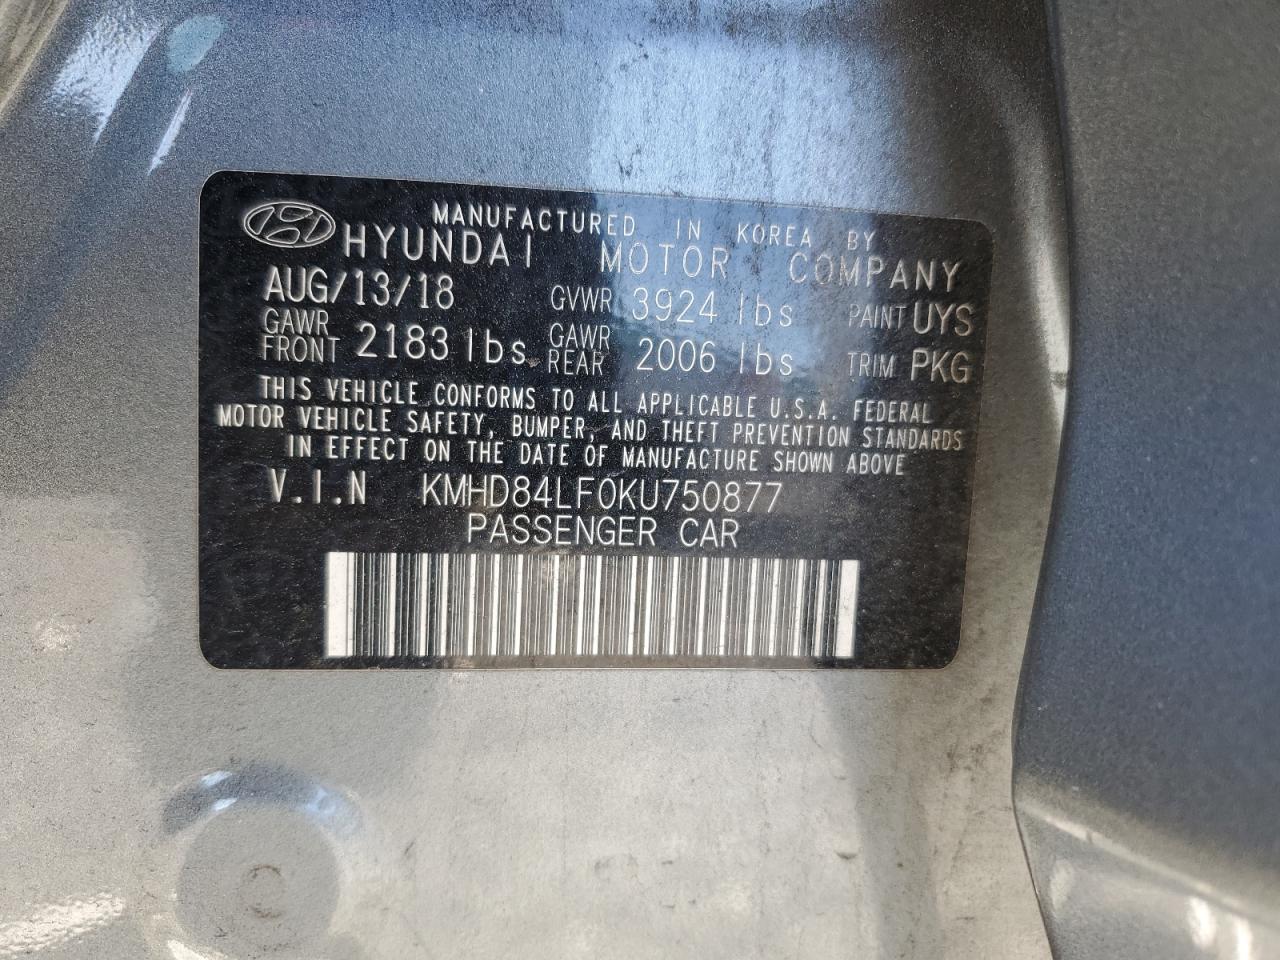 MANUFACTURED IN KOREA BY
HYUNDAI MOTOR COMPANY
AUG/13/18 GVWR 3924 lbs PAINT UYS
GAWR FRONT 2183 lbs GAWR REAR 2006 lbs TRIM PKG
THIS VEHICLE CONFORMS TO ALL APPLICABLE U.S.A. FEDERAL
MOTOR VEHICLE SAFETY, BUMPER, AND THEFT PREVENTION STANDARDS
IN EFFECT ON THE DATE OF MANUFACTURE SHOWN ABOVE
V.I.N KMHD84LF0KU750877
PASSENGER CAR